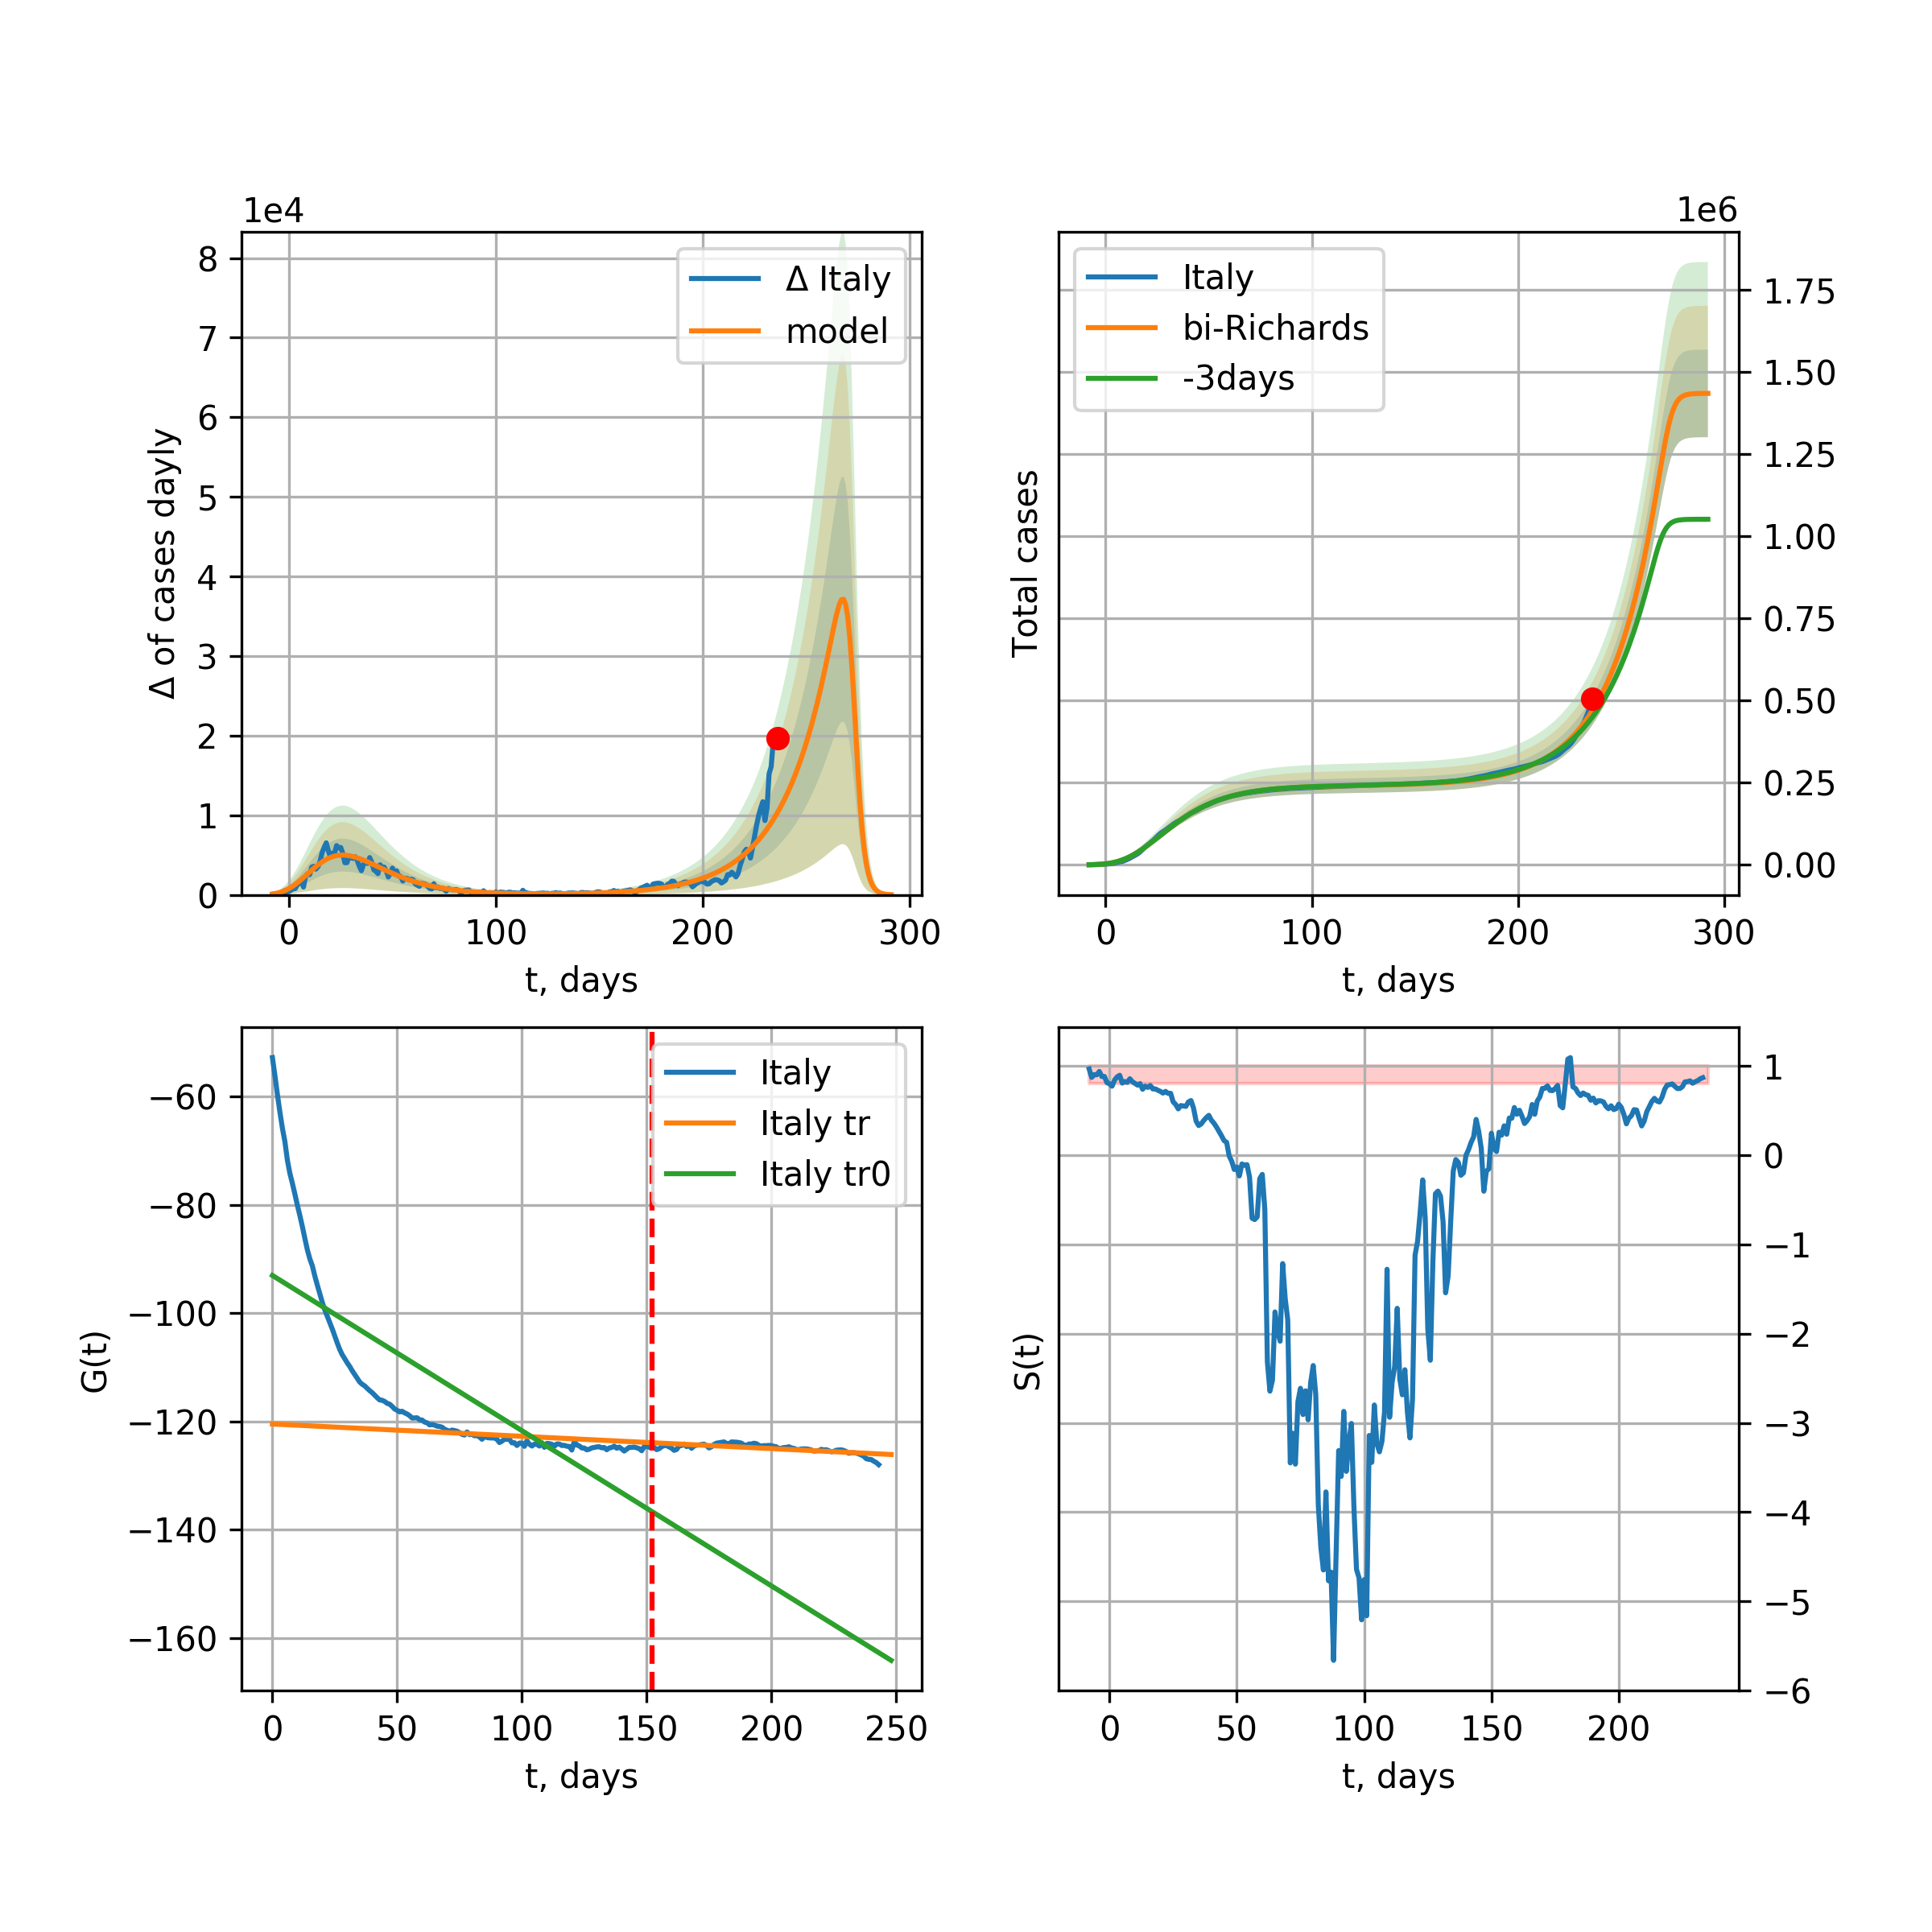 1e4
Δ of cases dayly
8
7
6
5
4
3
2
1
0
Δ Italy
model
0 100 200 300
t, days
1e6
Total cases
Italy
bi-Richards
-3days
1.75
1.50
1.25
1.00
0.75
0.50
0.25
0.00
0 100 200 300
t, days
G(t)
−60
−80
−100
−120
−140
−160
Italy
Italy tr
Italy tr0
0 50 100 150 200 250
t, days
S(t)
1
0
−1
−2
−3
−4
−5
−6
0 50 100 150 200
t, days